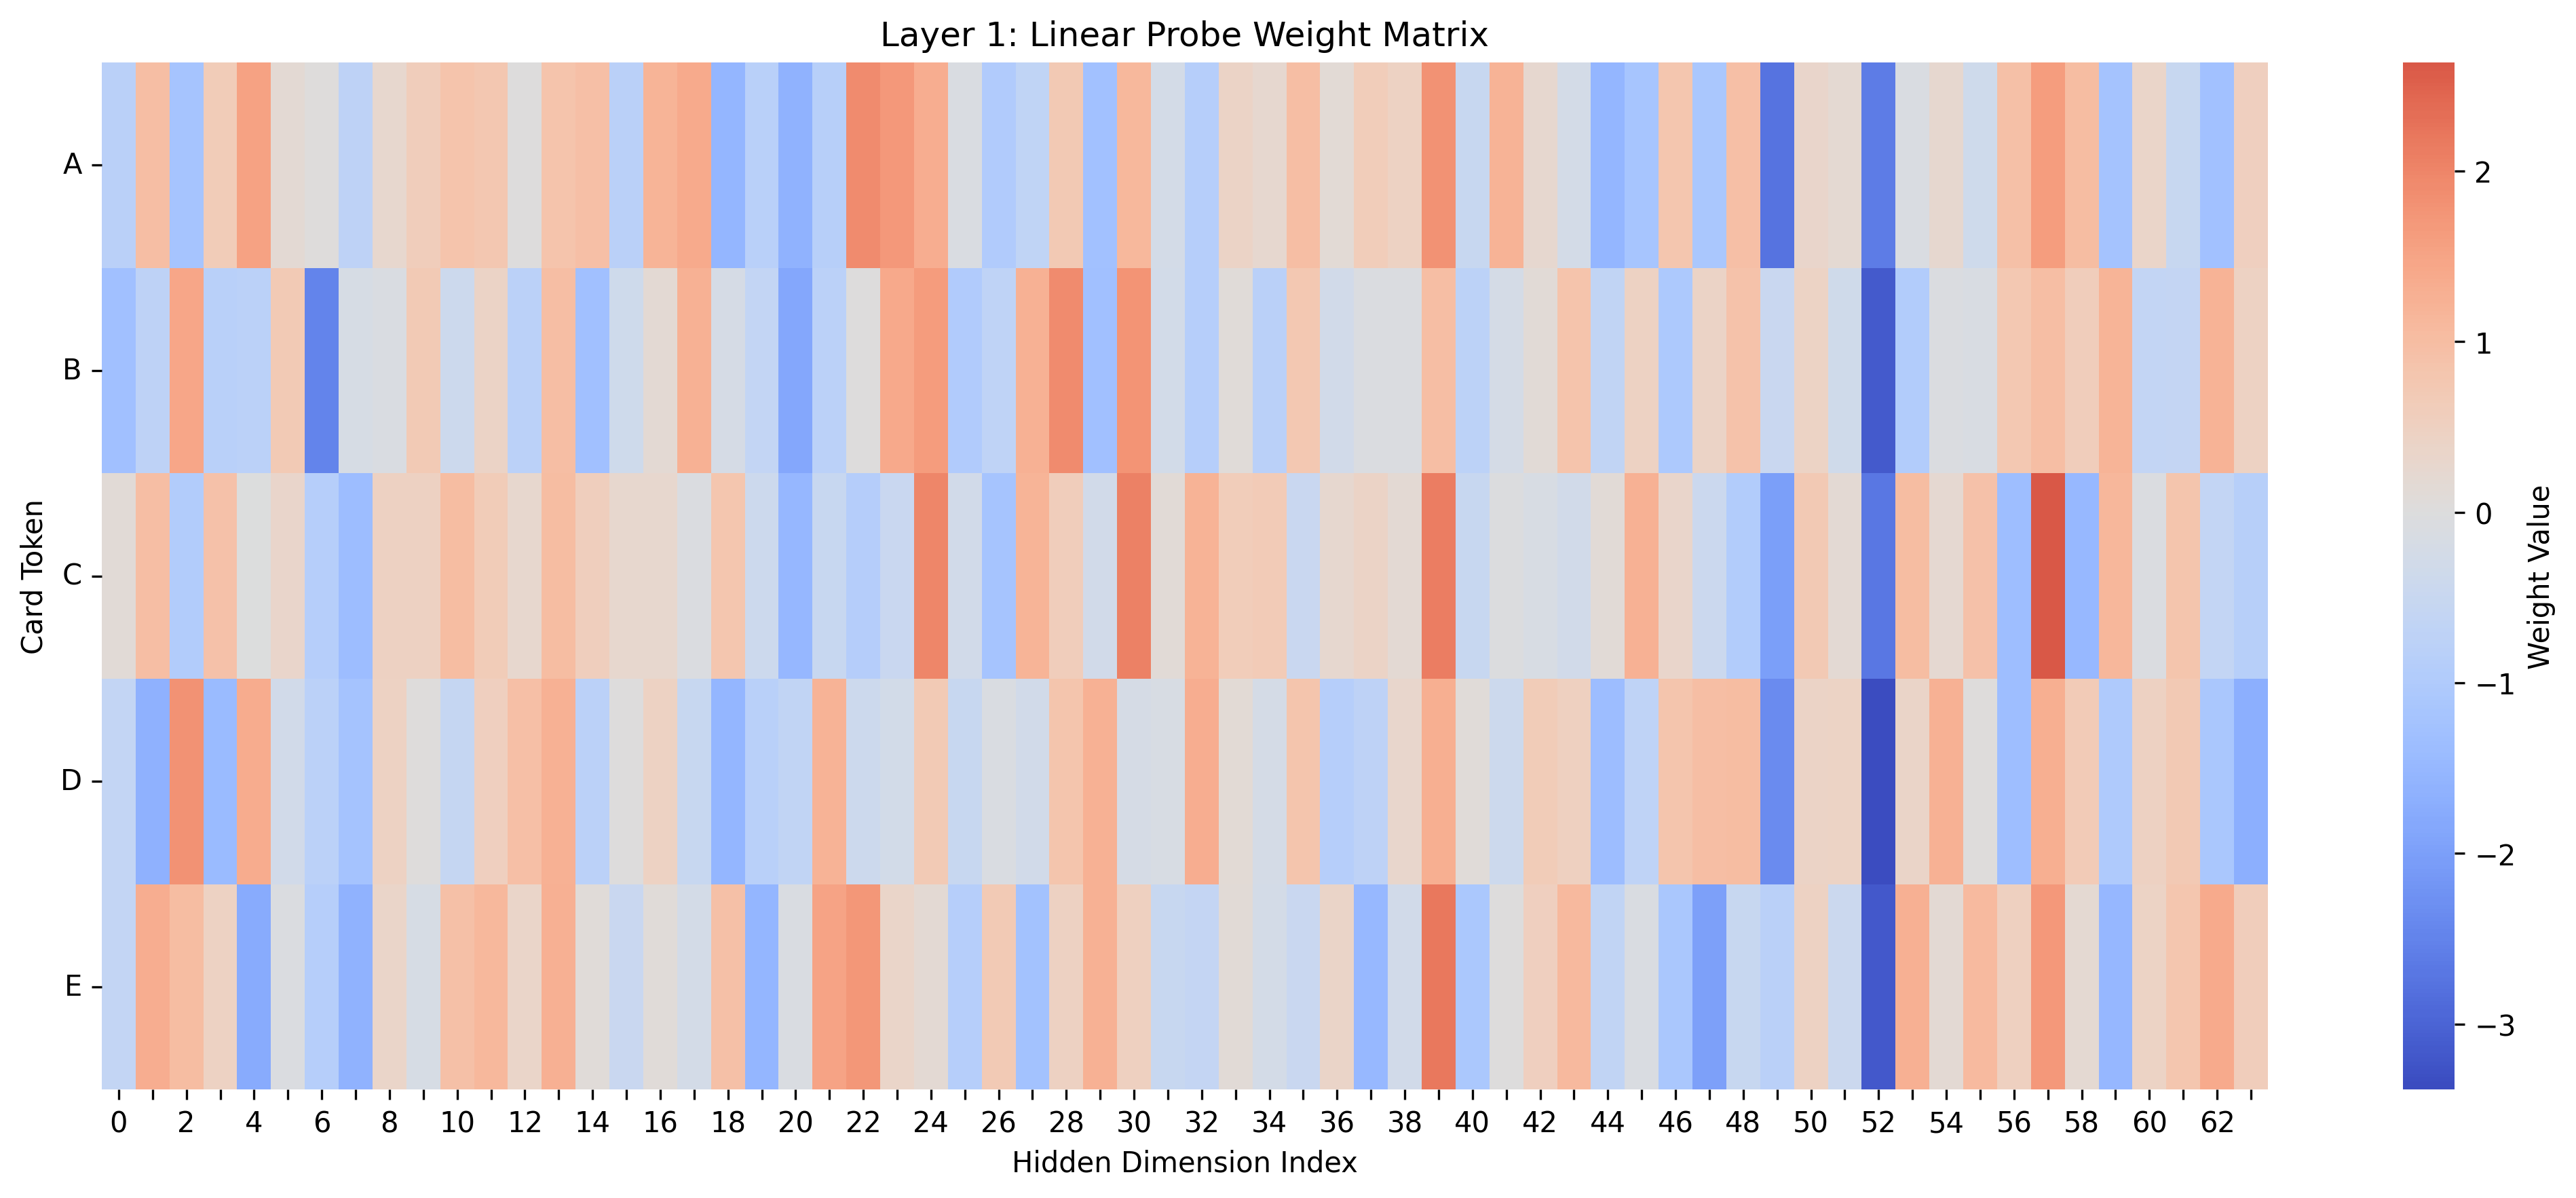 Layer 1: Linear Probe Weight Matrix
Card Token
A
B
C
D
E
0 2 4 6 8 10 12 14 16 18 20 22 24 26 28 30 32 34 36 38 40 42 44 46 48 50 52 54 56 58 60 62
Hidden Dimension Index
2
1
0
−1
−2
−3
Weight Value